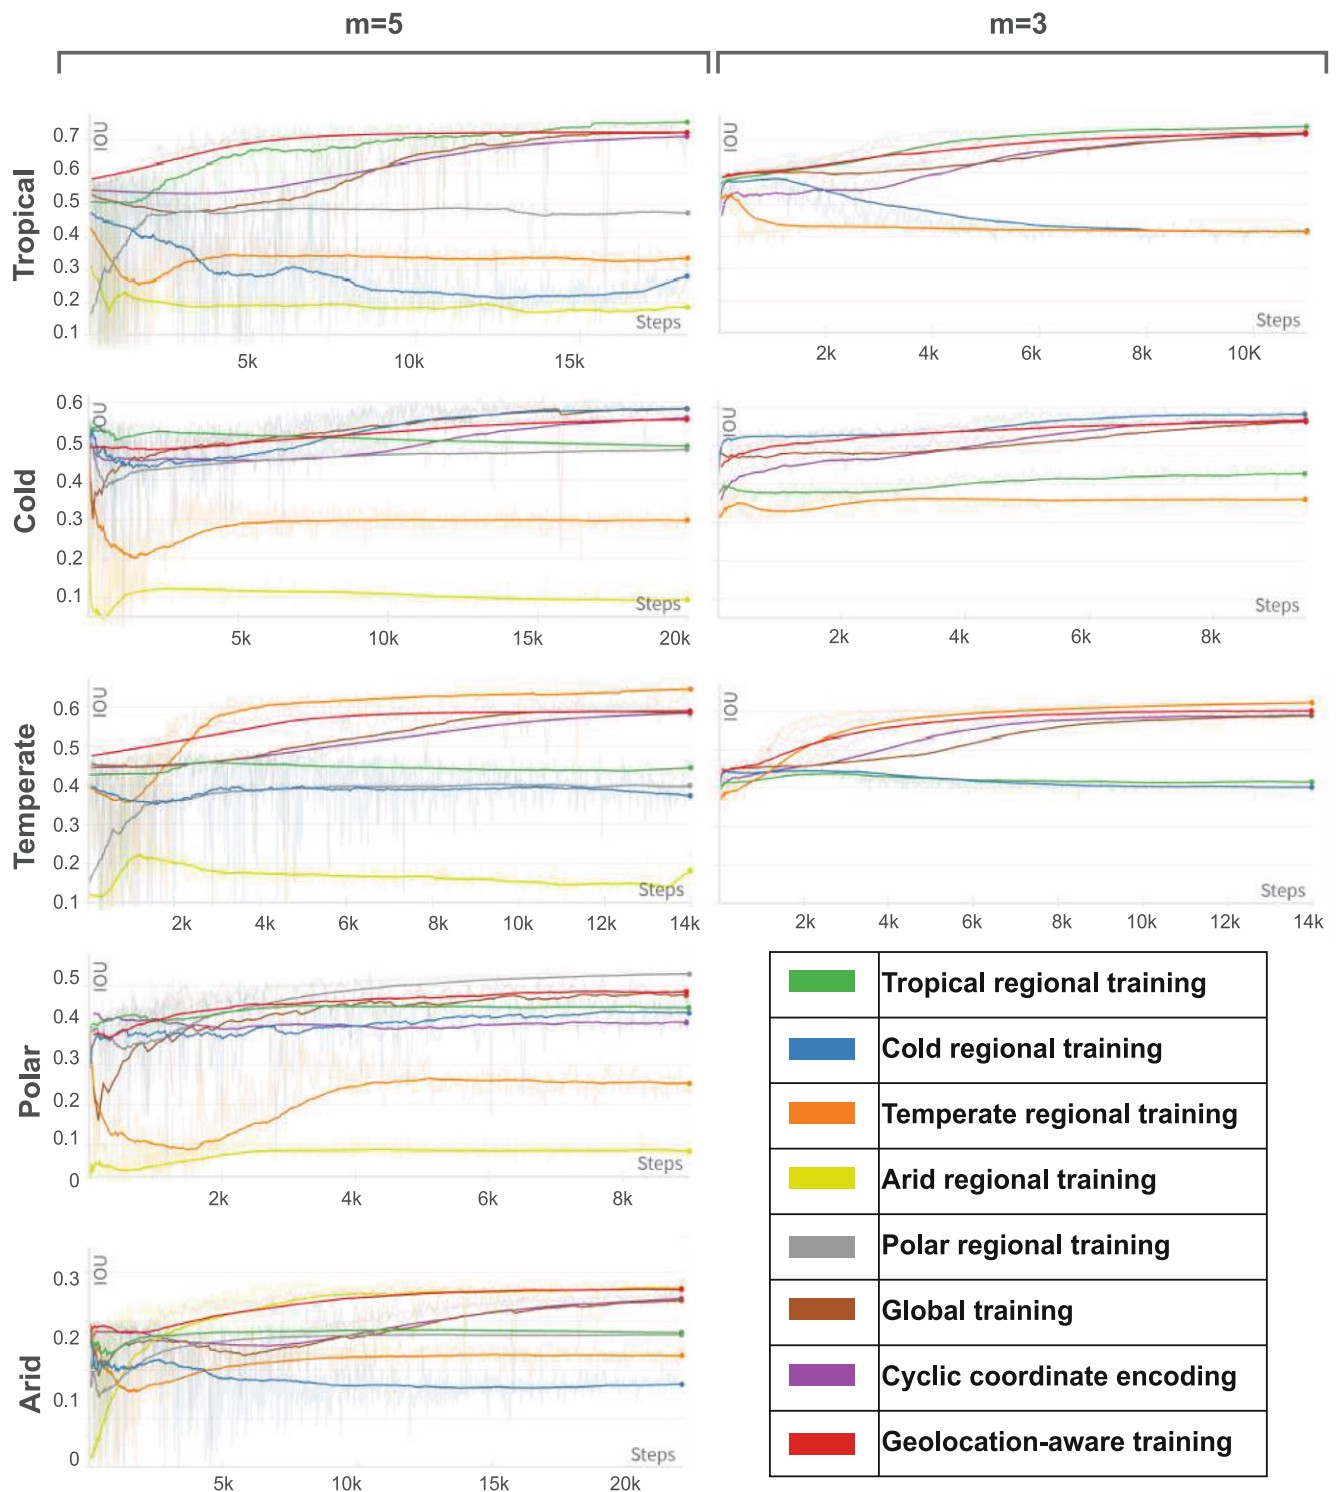 m=5
m=3
Tropical
IOU
0.7
0.6
0.5
0.4
0.3
0.2
0.1
Steps
5k
10k
15k
IOU
Steps
2k
4k
6k
8k
10K
Cold
IOU
0.6
0.5
0.4
0.3
0.2
0.1
Steps
5k
10k
15k
20k
IOU
Steps
2k
4k
6k
8k
Temperate
IOU
0.6
0.5
0.4
0.3
0.2
0.1
Steps
2k
4k
6k
8k
10k
12k
14k
IOU
Steps
2k
4k
6k
8k
10k
12k
14k
Polar
IOU
0.5
0.4
0.3
0.2
0.1
0
Steps
2k
4k
6k
8k
Arid
IOU
0.3
0.2
0.1
0
Steps
5k
10k
15k
20k
Tropical regional training
Cold regional training
Temperate regional training
Arid regional training
Polar regional training
Global training
Cyclic coordinate encoding
Geolocation-aware training